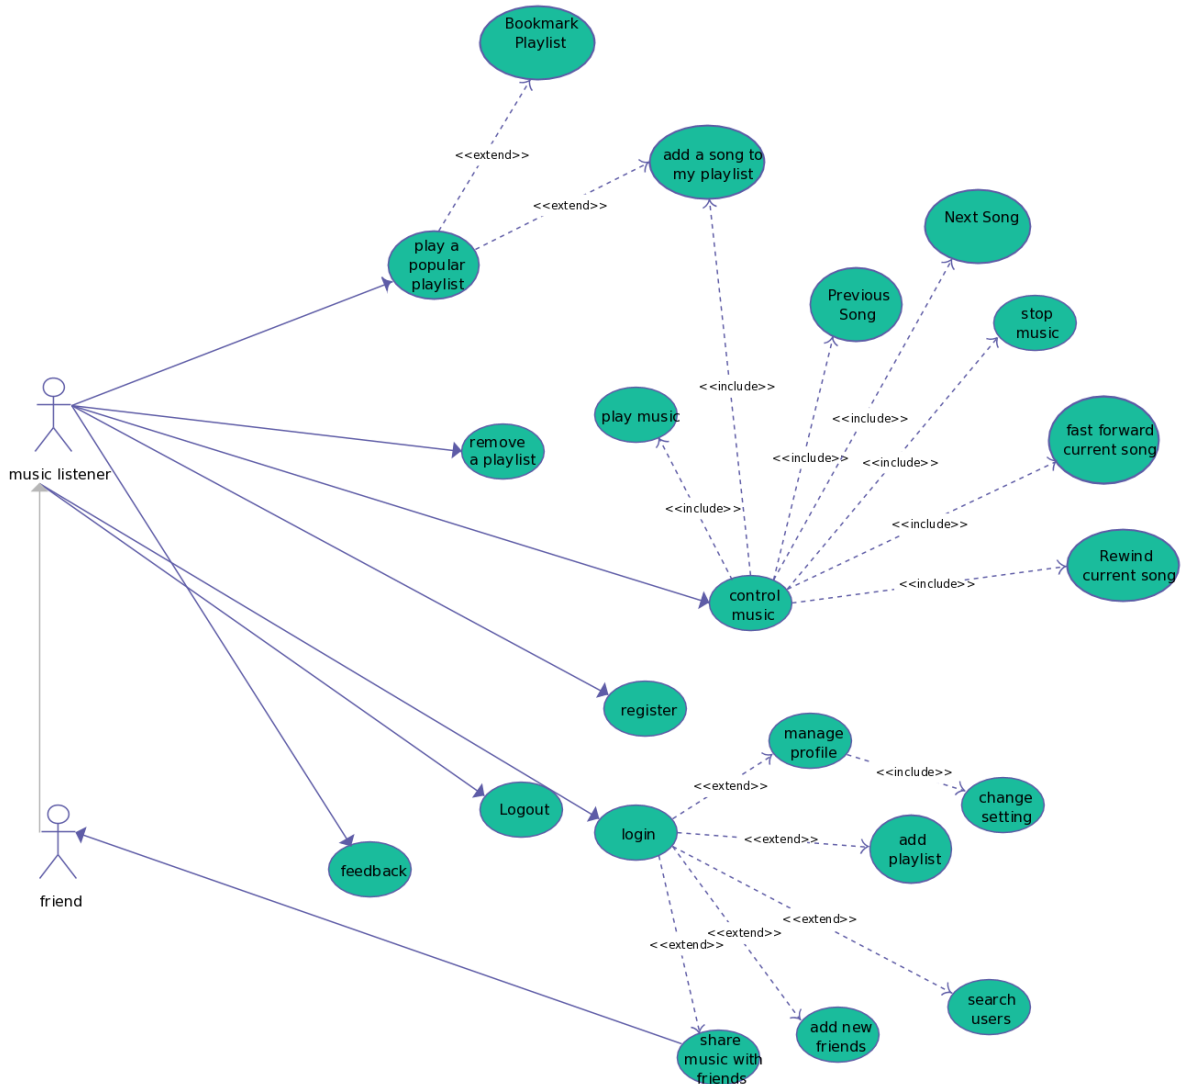 Bookmark
Playlist
<<extend>>
add a song to
my playlist
<<extend>>
Next Song
play a
popular
playlist
Previous
Song
stop
music
<<include>>
play music
<<include>>
fast forward
current song
remove
a playlist
<<include>>
<<include>>
music listener
<<include>>
<<include>>
Rewind
current song
<<include>>
control
music
register
manage
profile
<<include>>
<<extend>>
change
setting
Logout
login
<<extend>>
add
playlist
feedback
friend
<<extend>>
<<extend>>
<<extend>>
search
users
add new
friends
share
music with
friends